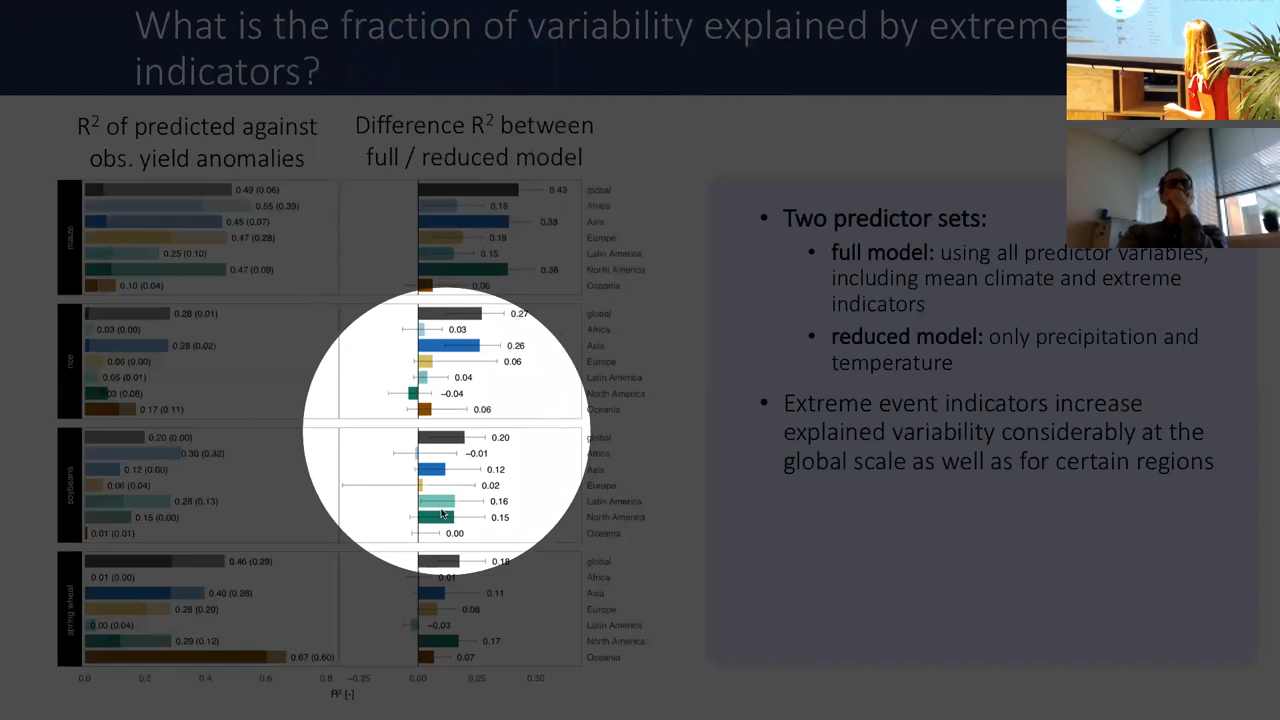 What is the fraction of variability explained by extreme
indicators?
R² of predicted against
obs. yield anomalies
Difference R² between
full / reduced model
maize
0.49 (0.06)
0.55 (0.39)
0.45 (0.07)
0.47 (0.28)
0.25 (0.10)
0.47 (0.09)
0.10 (0.04)
0.43 global
0.16 Africa
0.38 Asia
0.19 Europe
0.15 Latin America
0.38 North America
0.06 Oceania
rice
0.28 (0.01)
0.03 (0.00)
0.28 (0.02)
0.06 (0.00)
0.05 (0.01)
0.03 (0.08)
0.17 (0.11)
0.27 global
0.03 Africa
0.26 Asia
0.06 Europe
0.04 Latin America
−0.04 North America
0.06 Oceania
soybeans
0.20 (0.00)
0.30 (0.32)
0.12 (0.00)
0.06 (0.04)
0.28 (0.13)
0.15 (0.00)
0.01 (0.01)
0.20 global
−0.01 Africa
0.12 Asia
0.02 Europe
0.16 Latin America
0.15 North America
0.00 Oceania
spring wheat
0.46 (0.29)
0.01 (0.00)
0.40 (0.28)
0.28 (0.20)
0.00 (0.04)
0.29 (0.12)
0.67 (0.60)
0.18 global
0.01 Africa
0.11 Asia
0.08 Europe
−0.03 Latin America
0.17 North America
0.07 Oceania
0.0 0.2 0.4 0.6 0.8 −0.25 0.00 0.25 0.50
R² [-]
• Two predictor sets:
• full model: using all predictor variables,
including mean climate and extreme
indicators
• reduced model: only precipitation and
temperature
• Extreme event indicators increase
explained variability considerably at the
global scale as well as for certain regions